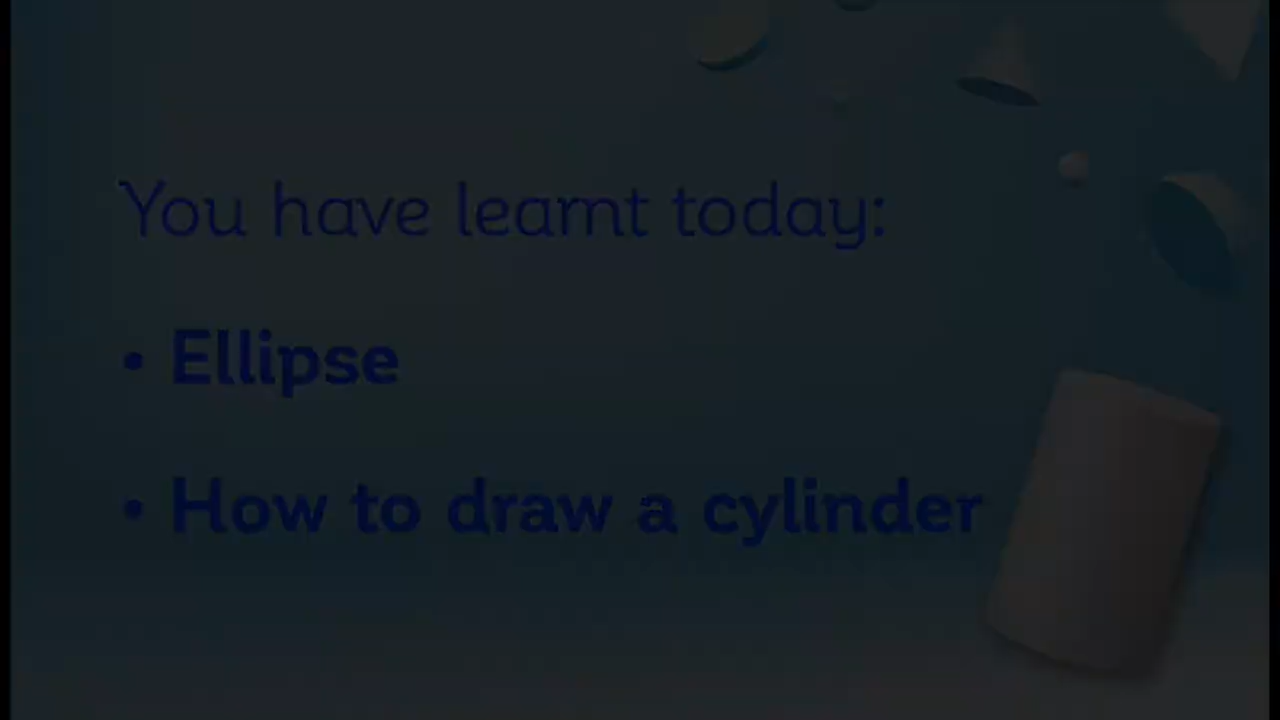 You have learnt today:
• Ellipse
• How to draw a cylinder